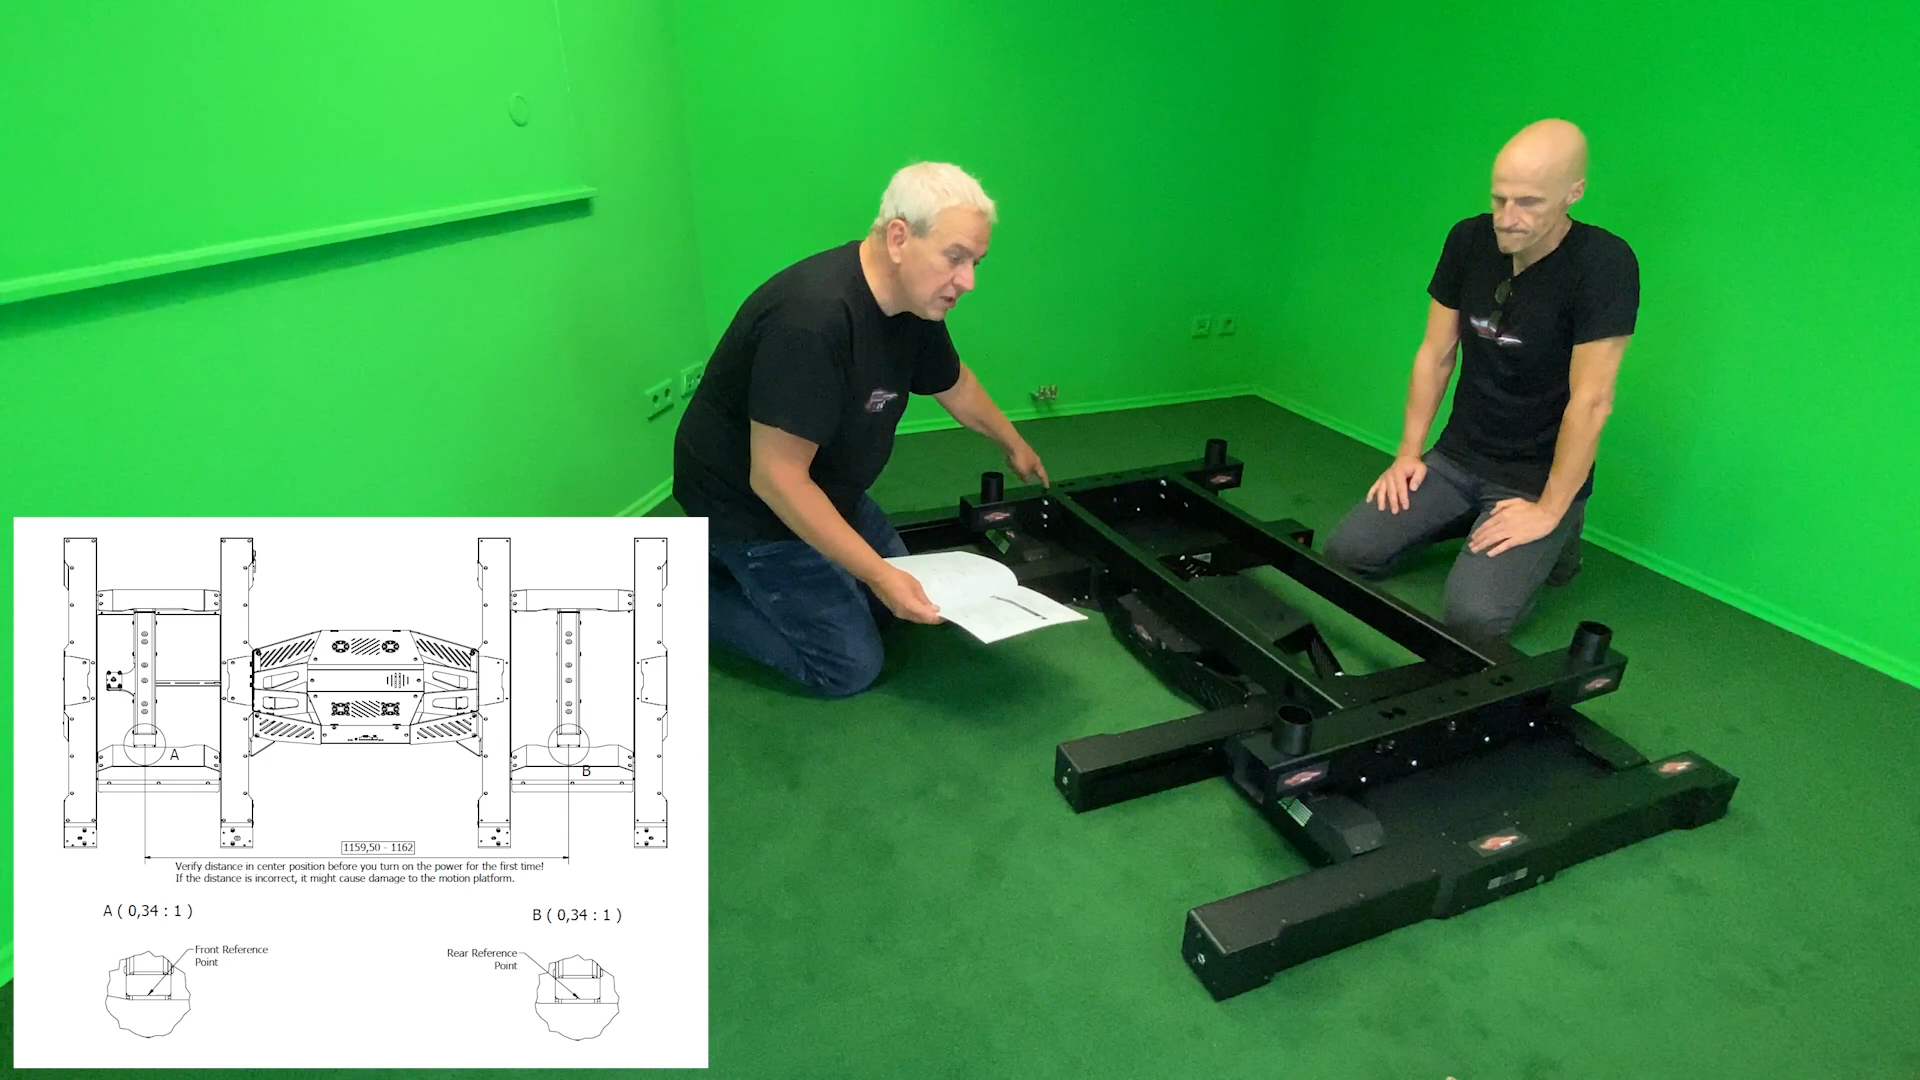 A
B
1159,50 - 1162
Verify distance in center position before you turn on the power for the first time!
If the distance is incorrect, it might cause damage to the motion platform.
A ( 0,34 : 1 )
B ( 0,34 : 1 )
Front Reference
Point
Rear Reference
Point